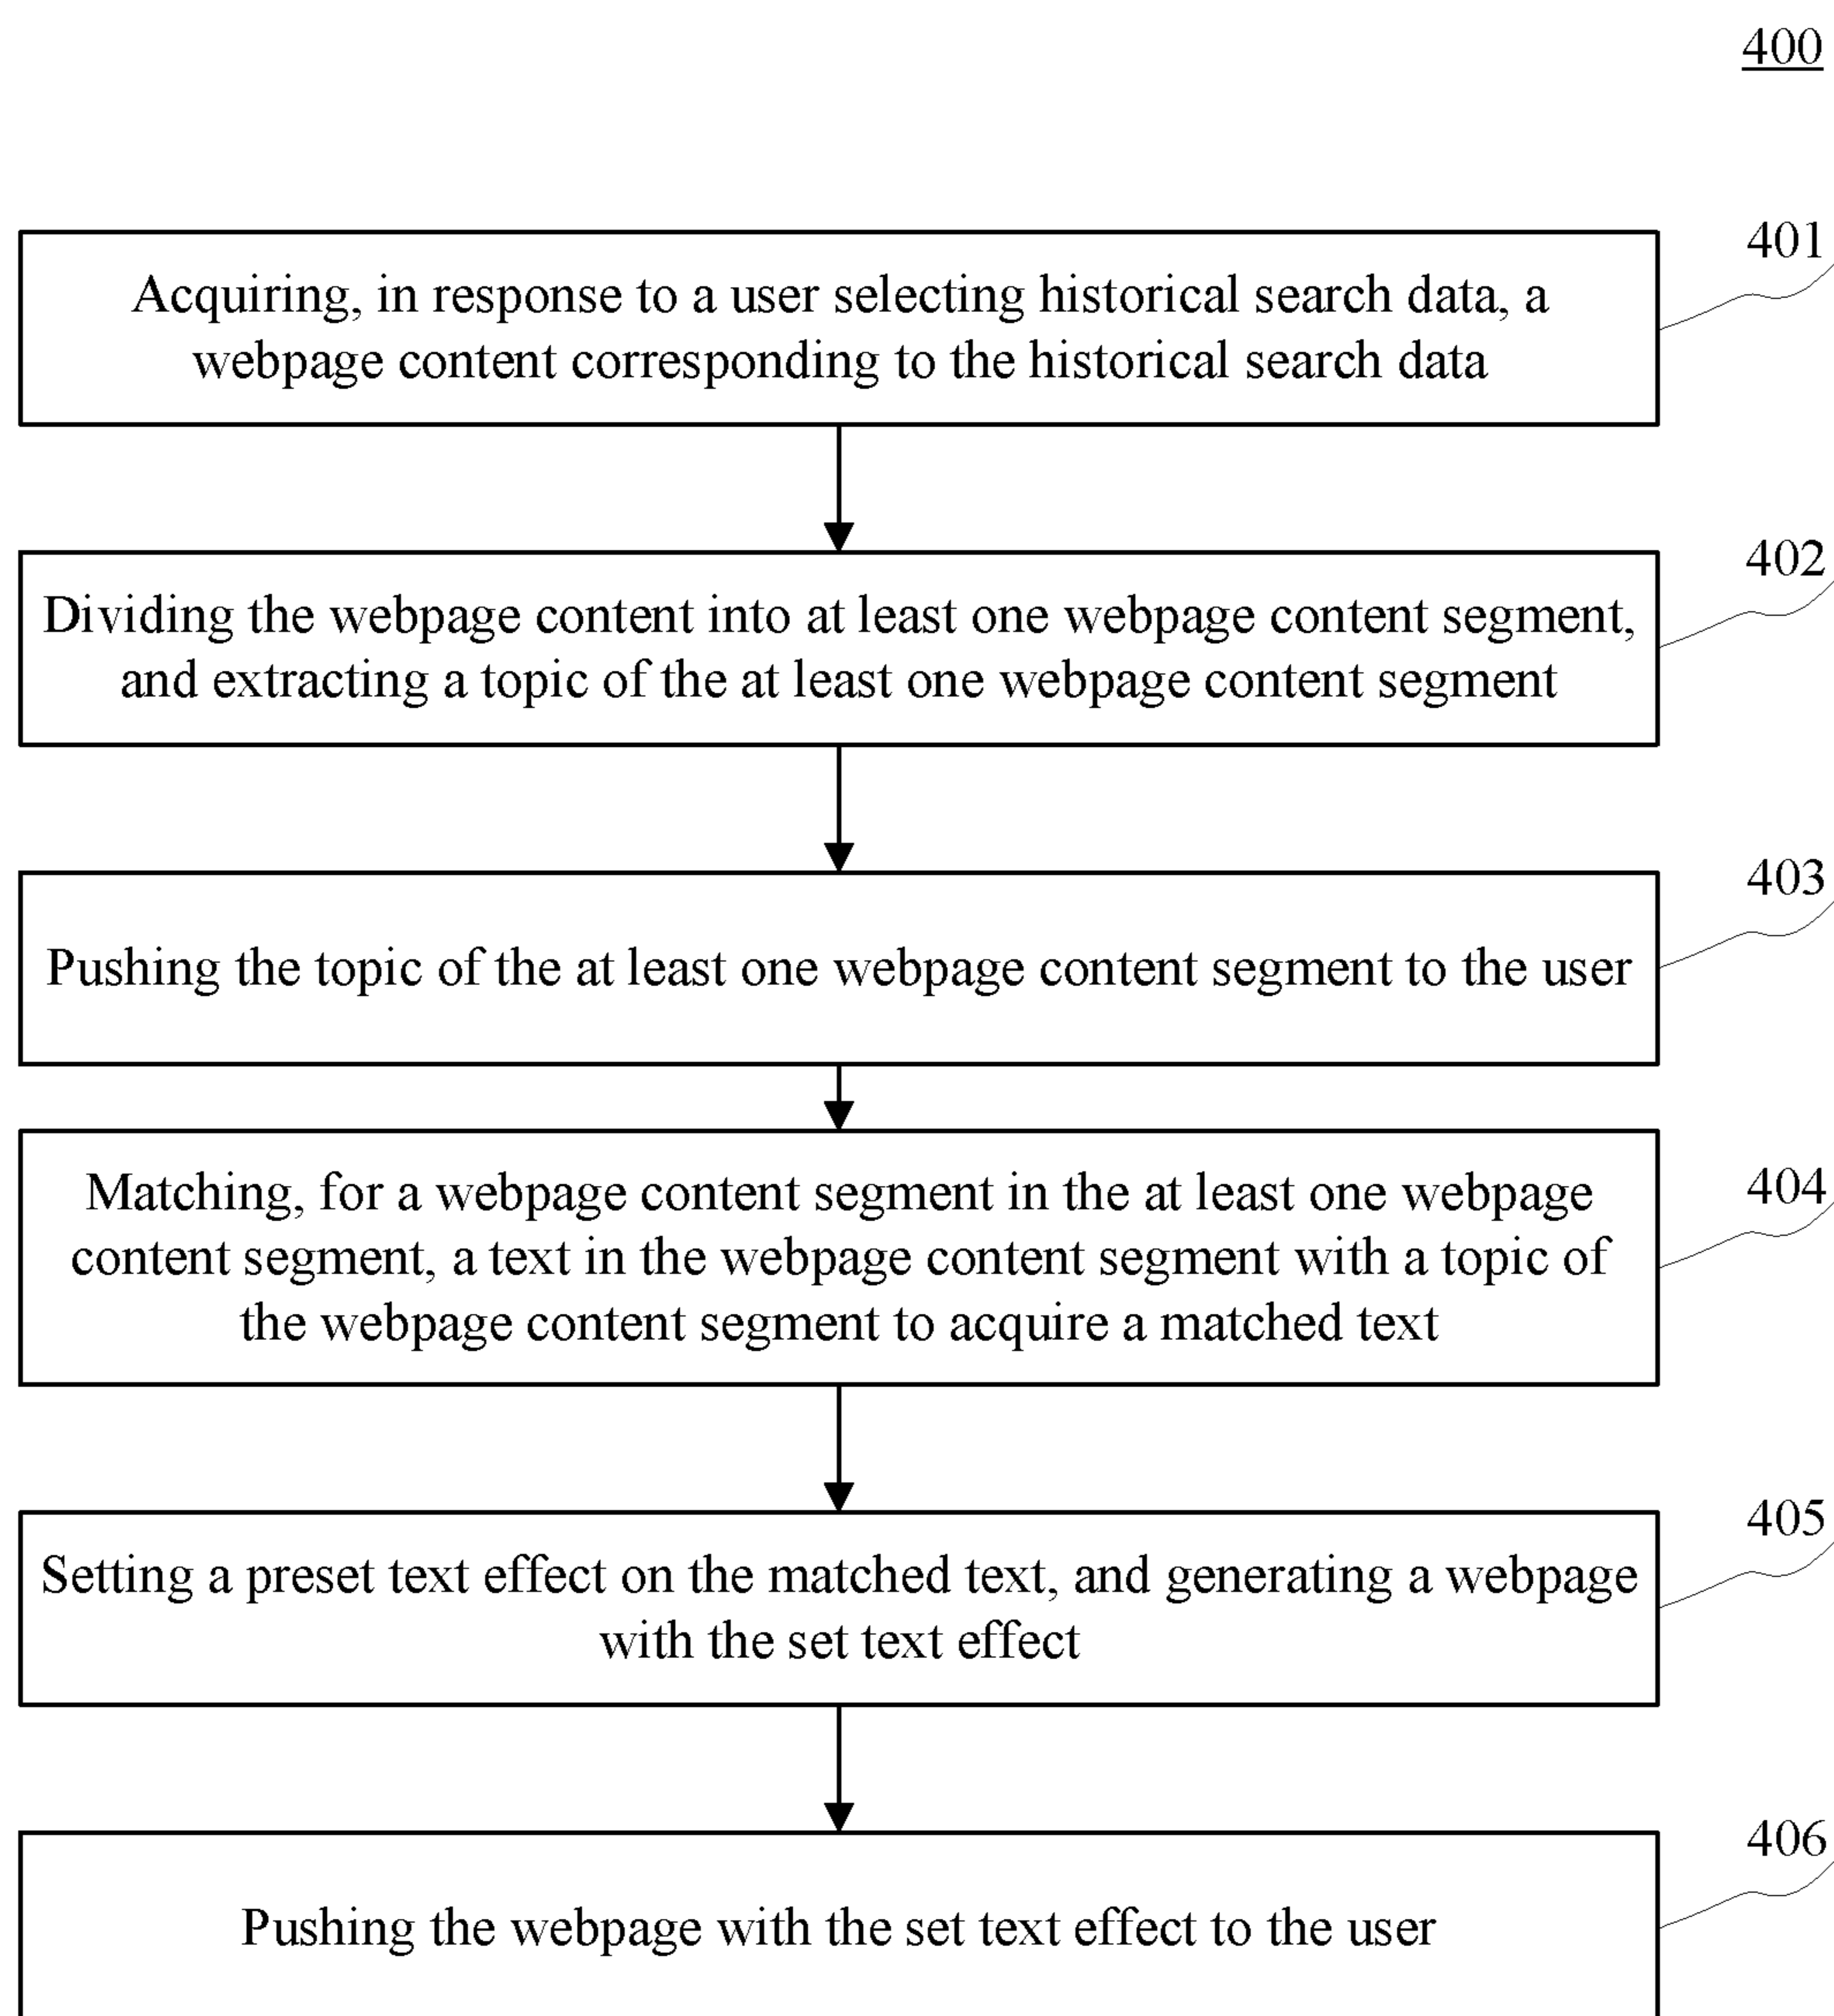 400
401
Acquiring, in response to a user selecting historical search data, a
webpage content corresponding to the historical search data
402
Dividing the webpage content into at least one webpage content segment,
and extracting a topic of the at least one webpage content segment
403
Pushing the topic of the at least one webpage content segment to the user
404
Matching, for a webpage content segment in the at least one webpage
content segment, a text in the webpage content segment with a topic of
the webpage content segment to acquire a matched text
405
Setting a preset text effect on the matched text, and generating a webpage
with the set text effect
406
Pushing the webpage with the set text effect to the user